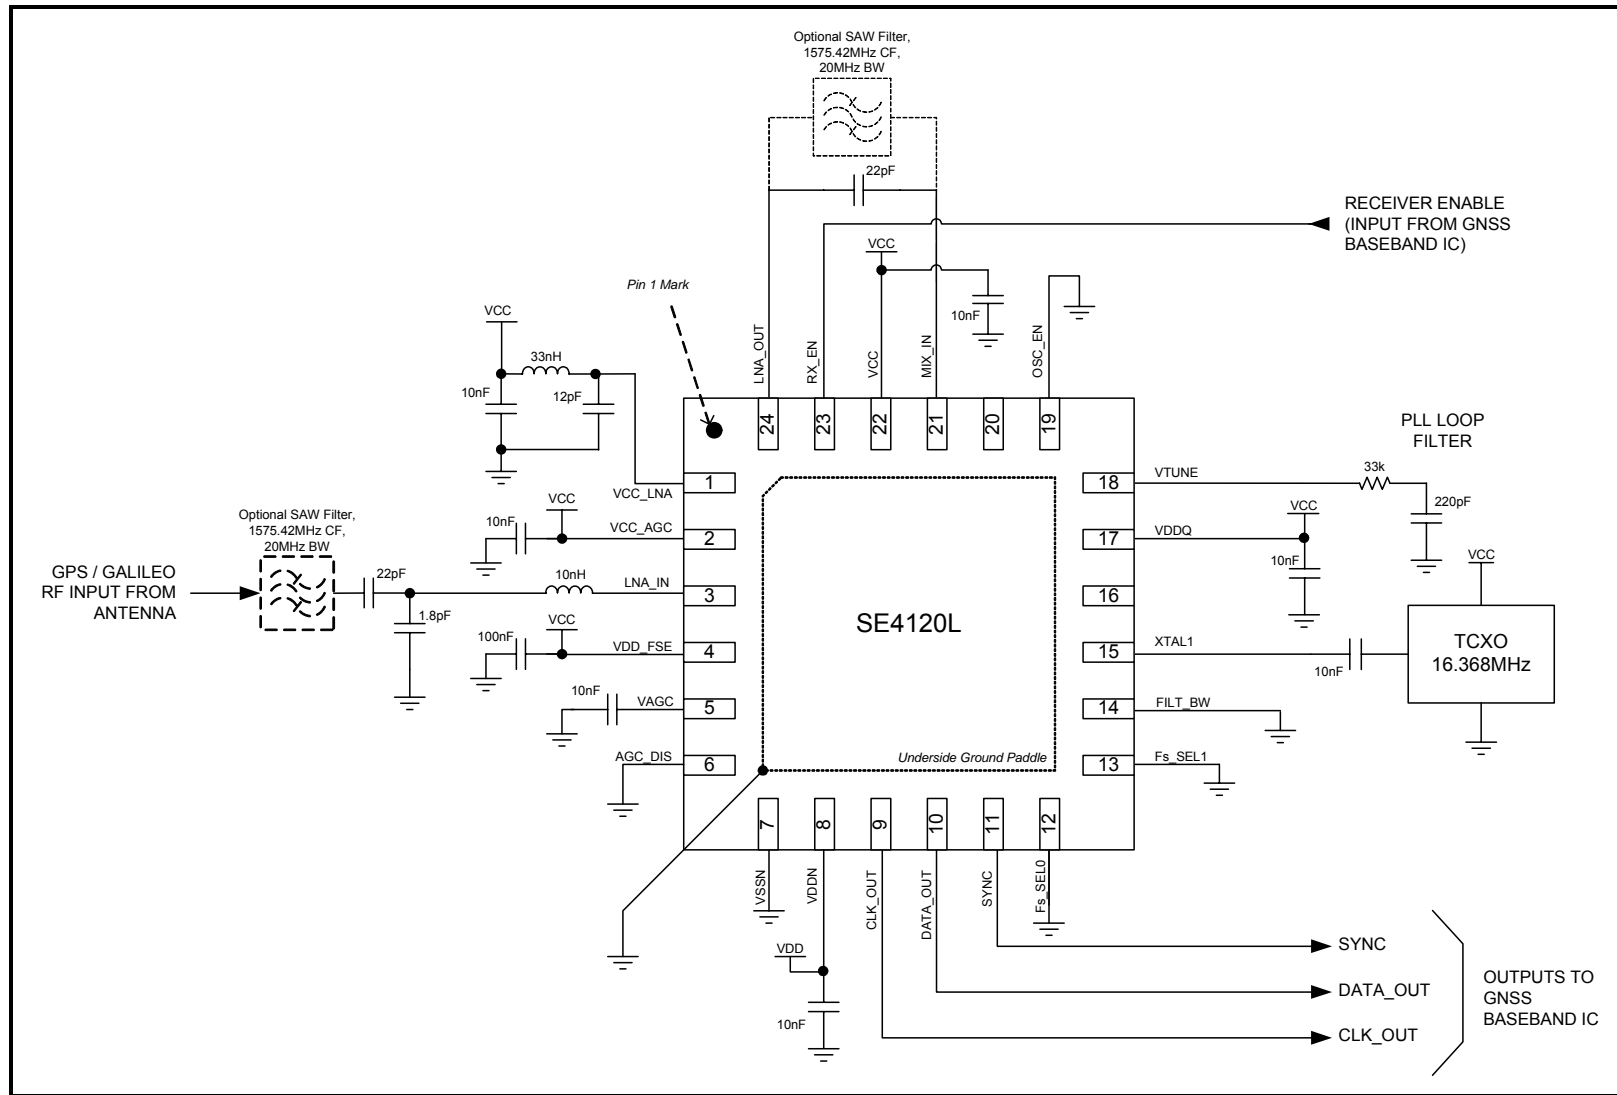 Optional SAW Filter,
1575.42MHz CF,
20MHz BW
22pF
RECEIVER ENABLE
(INPUT FROM GNSS
BASEBAND IC)
VCC
10nF
Pin 1 Mark
LNA_OUT
RX_EN
VCC
MIX_IN
OSC_EN
VCC
33nH
10nF
12pF
24
23
22
21
20
19
PLL LOOP
FILTER
1
VCC_LNA
18
VTUNE
33k
220pF
VCC
10nF
VCC_AGC
2
17
VDDQ
VCC
10nF
Optional SAW Filter,
1575.42MHz CF,
20MHz BW
GPS / GALILEO
RF INPUT FROM
ANTENNA
22pF
1.8pF
10nH
LNA_IN
3
16
SE4120L
VCC
100nF
VDD_FSE
4
15
XTAL1
10nF
VCC
TCXO
16.368MHz
10nF
VAGC
5
14
FILT_BW
AGC_DIS
6
Underside Ground Paddle
13
Fs_SEL1
7
8
9
10
11
12
VSSN
VDDN
CLK_OUT
DATA_OUT
SYNC
Fs_SEL0
VDD
10nF
SYNC
DATA_OUT
CLK_OUT
OUTPUTS TO
GNSS
BASEBAND IC